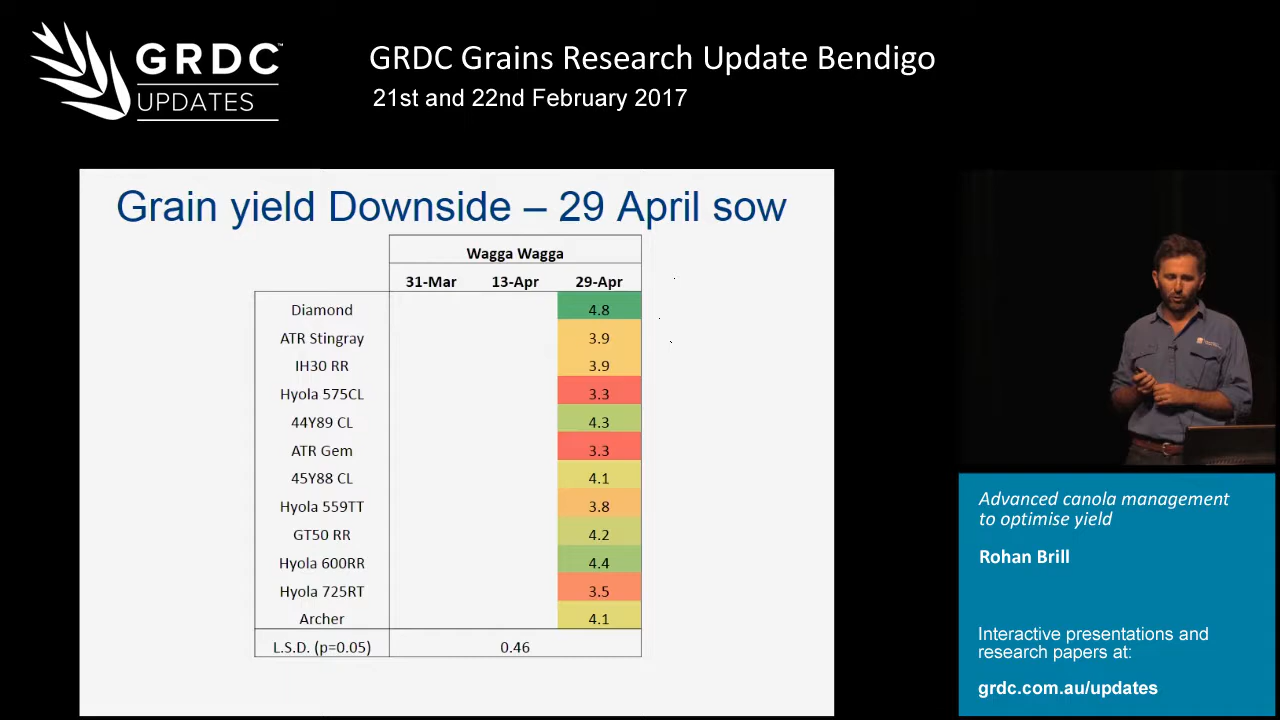 GRDC™
UPDATES
GRDC Grains Research Update Bendigo
21st and 22nd February 2017
Grain yield Downside – 29 April sow
Wagga Wagga
31-Mar 13-Apr 29-Apr
Diamond 4.8
ATR Stingray 3.9
IH30 RR 3.9
Hyola 575CL 3.3
44Y89 CL 4.3
ATR Gem 3.3
45Y88 CL 4.1
Hyola 559TT 3.8
GT50 RR 4.2
Hyola 600RR 4.4
Hyola 725RT 3.5
Archer 4.1
L.S.D. (p=0.05) 0.46
Advanced canola management
to optimise yield
Rohan Brill
Interactive presentations and
research papers at:
grdc.com.au/updates